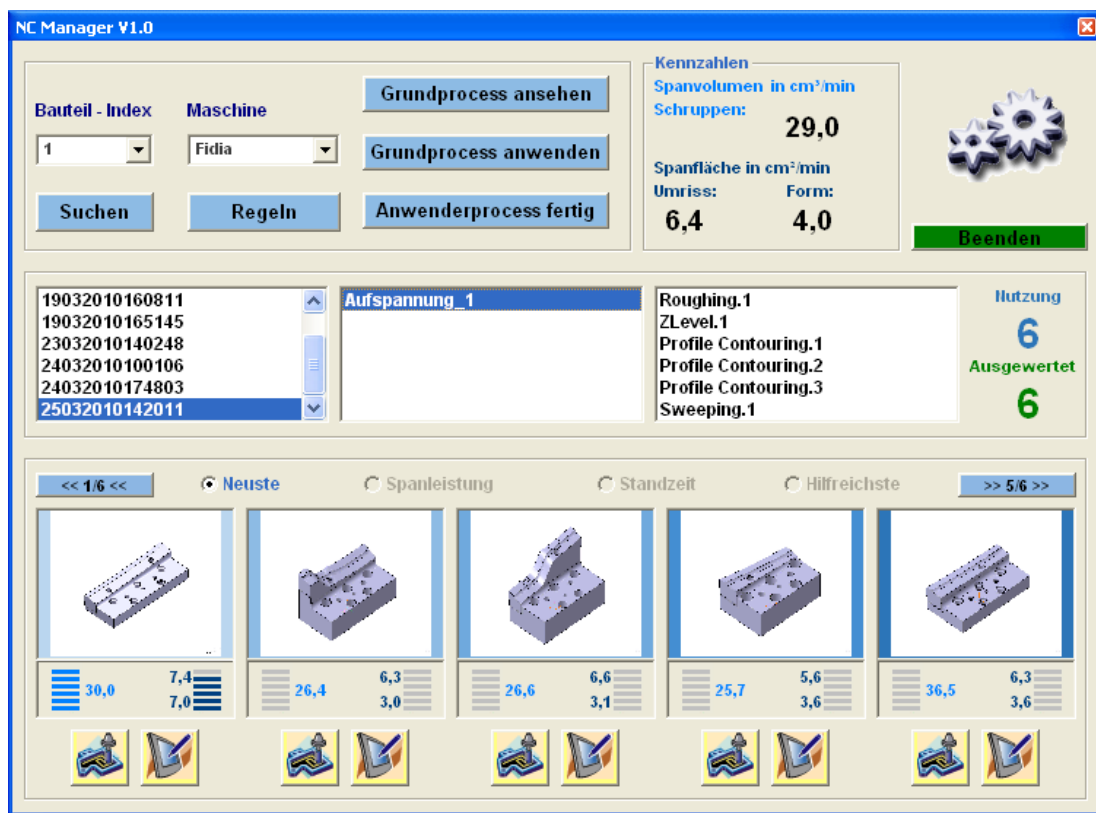 NC Manager V1.0
Bauteil - Index
Maschine
1
Fidia
Suchen
Regeln
Grundprocess ansehen
Grundprocess anwenden
Anwenderprocess fertig
Kennzahlen
Spanvolumen in cm³/min
Schruppen:
29,0
Spanfläche in cm²/min
Umriss: Form:
6,4 4,0
Beenden
19032010160811
19032010165145
23032010140248
24032010100106
24032010174803
25032010142011
Aufspannung_1
Roughing.1
ZLevel.1
Profile Contouring.1
Profile Contouring.2
Profile Contouring.3
Sweeping.1
Nutzung
6
Ausgewertet
6
<< 1/6 <<
Neuste
Spanleistung
Standzeit
Hilfreichste
>> 5/6 >>
30,0
7,4
7,0
26,4
6,3
3,0
26,6
6,6
3,1
25,7
5,6
3,6
36,5
6,3
3,6